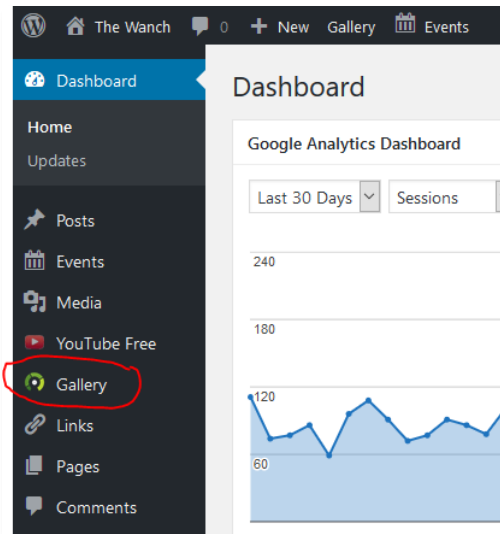 The Wanch 0 + New Gallery Events
Dashboard
Home
Updates
Posts
Events
Media
YouTube Free
Gallery
Links
Pages
Comments
Dashboard
Google Analytics Dashboard
Last 30 Days Sessions
240
180
120
60